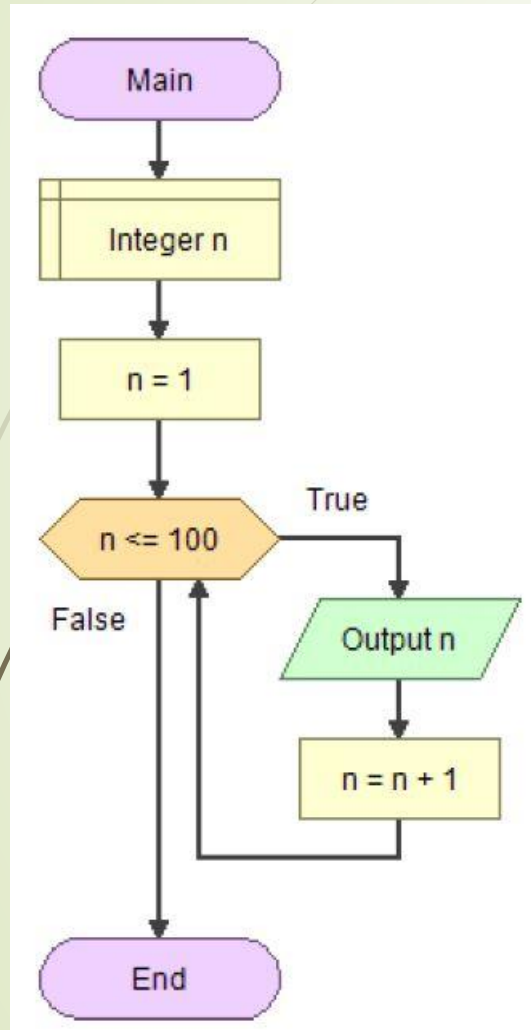 Main
Integer n
n = 1
n <= 100
True
False
Output n
n = n + 1
End